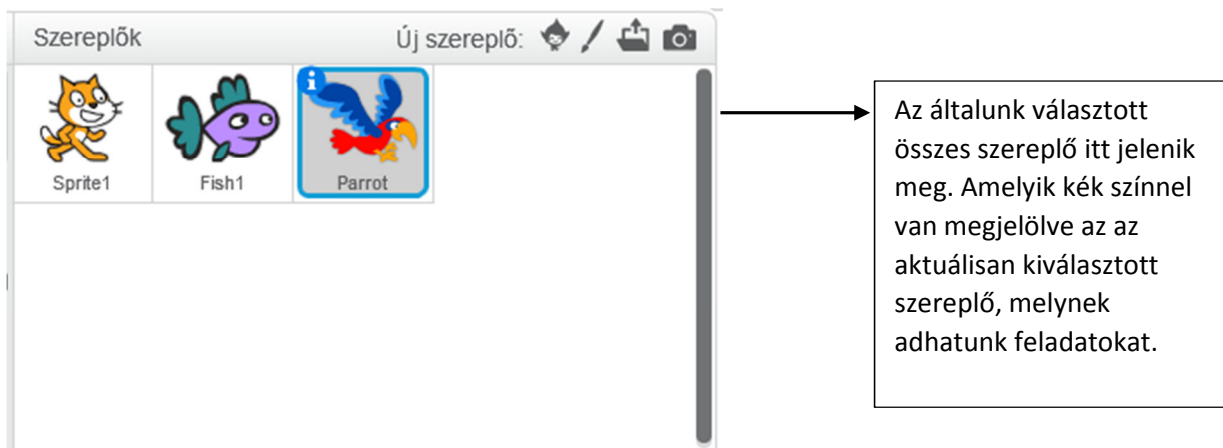 Szereplők Új szereplő:
Sprite1 Fish1 Parrot
Az általunk választott
összes szereplő itt jelenik
meg. Amelyik kék színnel
van megjelölve az az
aktuálisan kiválasztott
szereplő, melynek
adhatunk feladatokat.